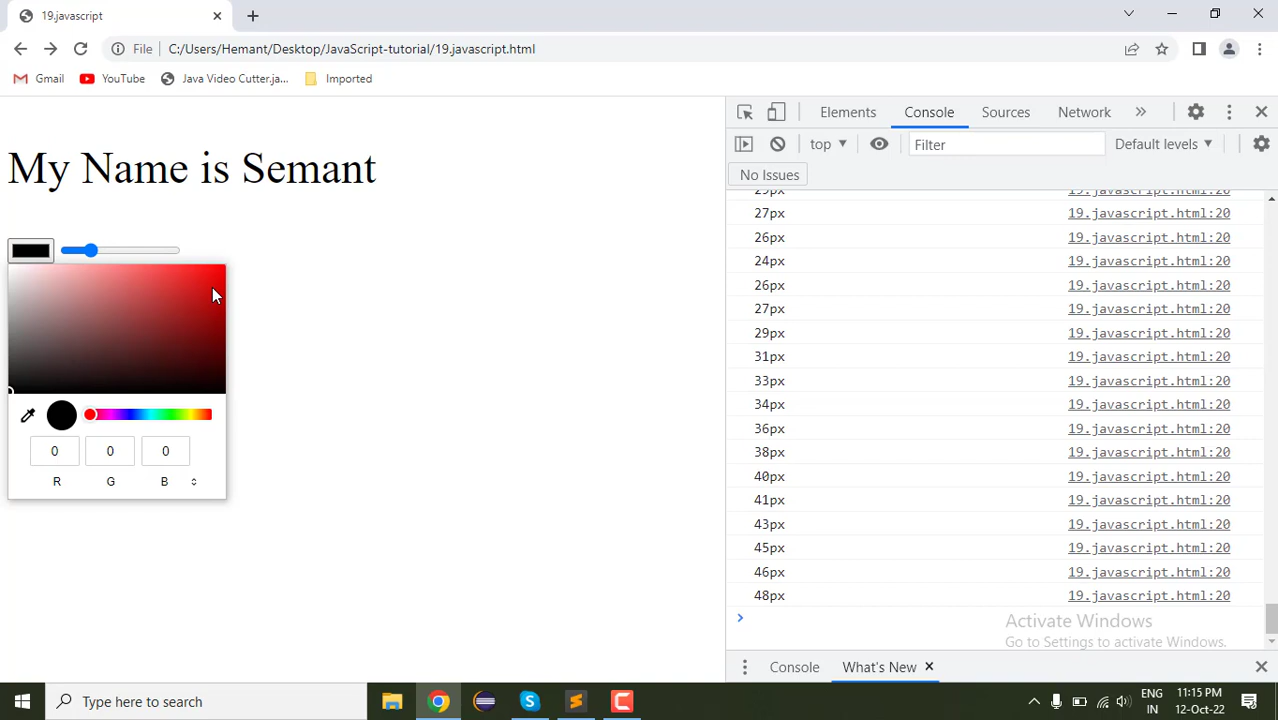 19.javascript
File C:/Users/Hemant/Desktop/JavaScript-tutorial/19.javascript.html
Gmail YouTube Java Video Cutter.ja... Imported
My Name is Semant
R G B
0 0 0
Elements Console Sources Network
top Filter Default levels
No Issues
29px 19.javascript.html:20
27px 19.javascript.html:20
26px 19.javascript.html:20
24px 19.javascript.html:20
26px 19.javascript.html:20
27px 19.javascript.html:20
29px 19.javascript.html:20
31px 19.javascript.html:20
33px 19.javascript.html:20
34px 19.javascript.html:20
36px 19.javascript.html:20
38px 19.javascript.html:20
40px 19.javascript.html:20
41px 19.javascript.html:20
43px 19.javascript.html:20
45px 19.javascript.html:20
46px 19.javascript.html:20
48px 19.javascript.html:20
Activate Windows
Go to Settings to activate Windows.
Console What's New
Type here to search
ENG 11:15 PM
IN 12-Oct-22